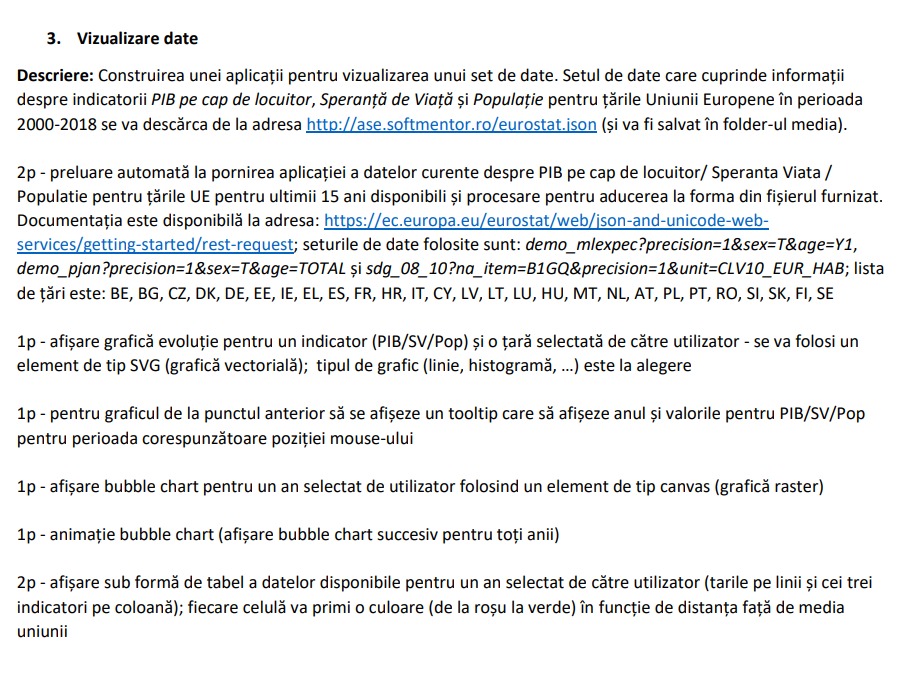 3. Vizualizare date
Descriere: Construirea unei aplicații pentru vizualizarea unui set de date. Setul de date care cuprinde informații
despre indicatorii PIB pe cap de locuitor, Speranță de Viață și Populație pentru țările Uniunii Europene în perioada
2000-2018 se va descărca de la adresa http://ase.softmentor.ro/eurostat.json (și va fi salvat în folder-ul media).
2p - preluare automată la pornirea aplicației a datelor curente despre PIB pe cap de locuitor/ Speranta Viata /
Populatie pentru țările UE pentru ultimii 15 ani disponibili și procesare pentru aducerea la forma din fișierul furnizat.
Documentația este disponibilă la adresa: https://ec.europa.eu/eurostat/web/json-and-unicode-web-
services/getting-started/rest-request; seturile de date folosite sunt: demo_mlexpec?precision=1&sex=T&age=Y1,
demo_pjan?precision=1&sex=T&age=TOTAL și sdg_08_10?na_item=B1GQ&precision=1&unit=CLV10_EUR_HAB; lista
de țări este: BE, BG, CZ, DK, DE, EE, IE, EL, ES, FR, HR, IT, CY, LV, LT, LU, HU, MT, NL, AT, PL, PT, RO, SI, SK, FI, SE
1p - afișare grafică evoluție pentru un indicator (PIB/SV/Pop) și o țară selectată de către utilizator - se va folosi un
element de tip SVG (grafică vectorială); tipul de grafic (linie, histogramă, …) este la alegere
1p - pentru graficul de la punctul anterior să se afișeze un tooltip care să afișeze anul și valorile pentru PIB/SV/Pop
pentru perioada corespunzătoare poziției mouse-ului
1p - afișare bubble chart pentru un an selectat de utilizator folosind un element de tip canvas (grafică raster)
1p - animație bubble chart (afișare bubble chart succesiv pentru toți anii)
2p - afișare sub formă de tabel a datelor disponibile pentru un an selectat de către utilizator (tarile pe linii și cei trei
indicatori pe coloană); fiecare celulă va primi o culoare (de la roșu la verde) în funcție de distanța față de media
uniunii